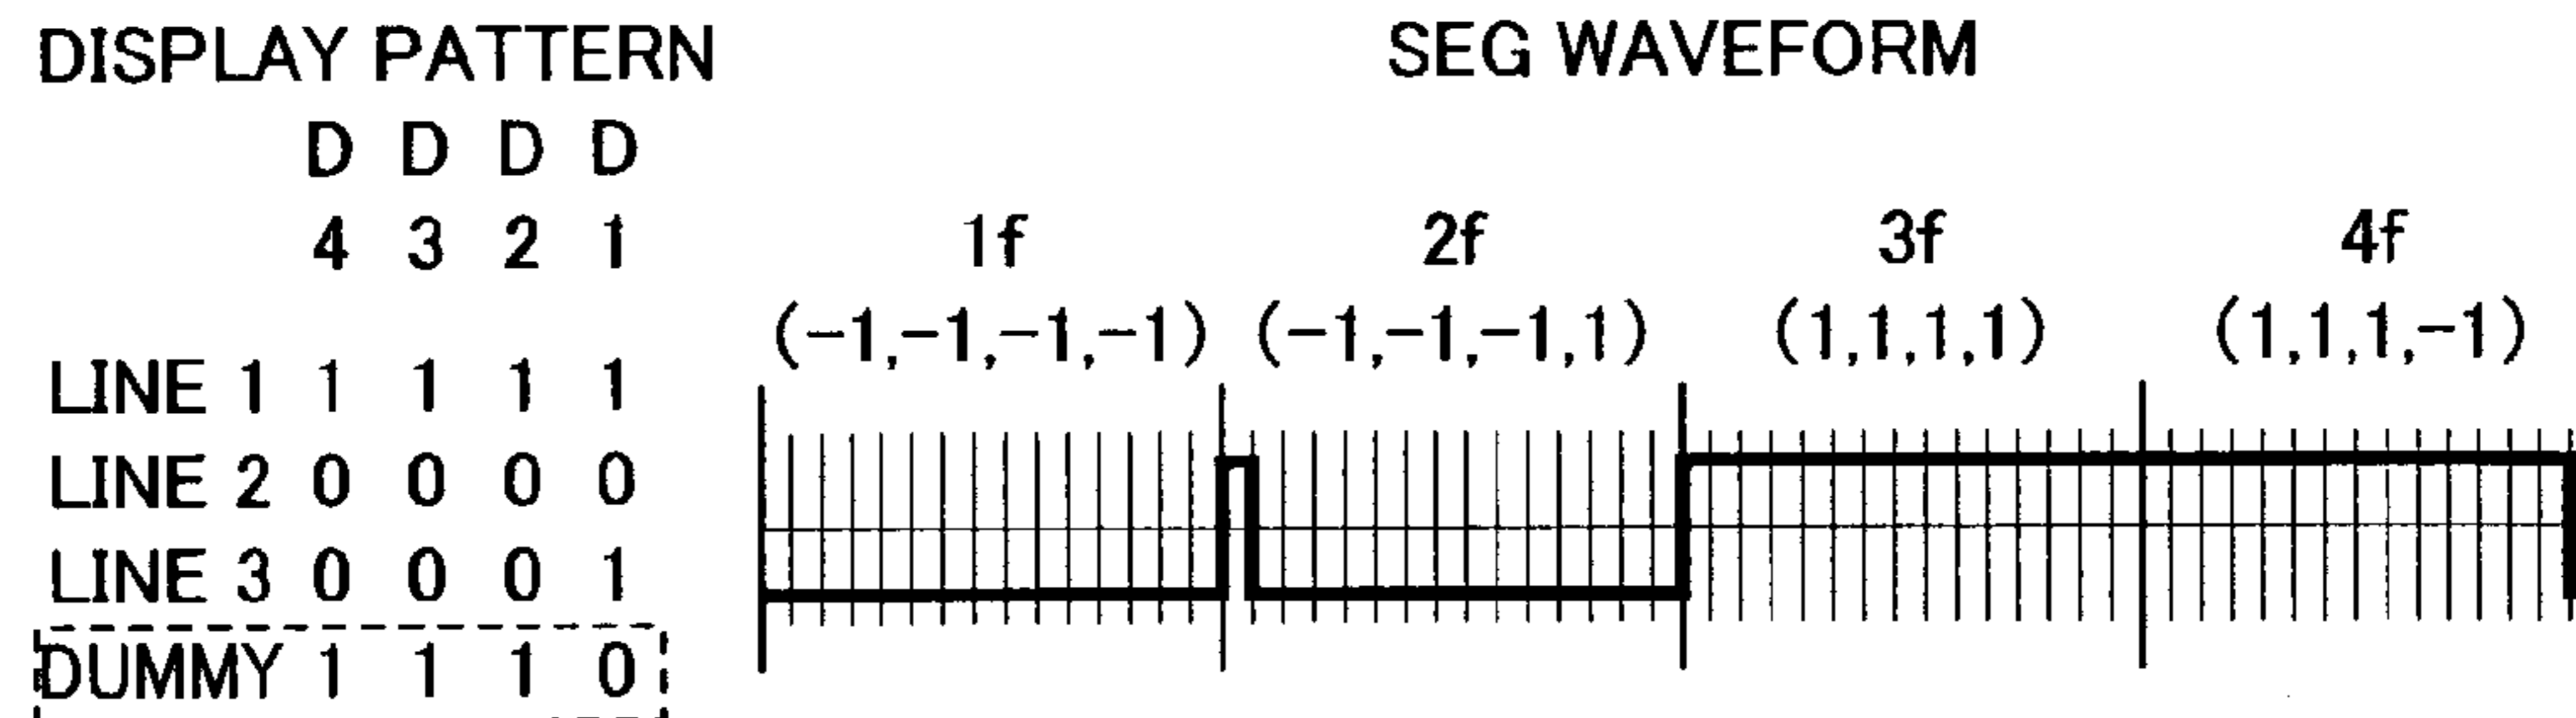 DISPLAY PATTERN SEG WAVEFORM
D D D D
4 3 2 1 1f 2f 3f 4f
(-1,-1,-1,-1) (-1,-1,-1,1) (1,1,1,1) (1,1,1,-1)
LINE 1 1 1 1 1
LINE 2 0 0 0 0
LINE 3 0 0 0 1
DUMMY 1 1 1 0